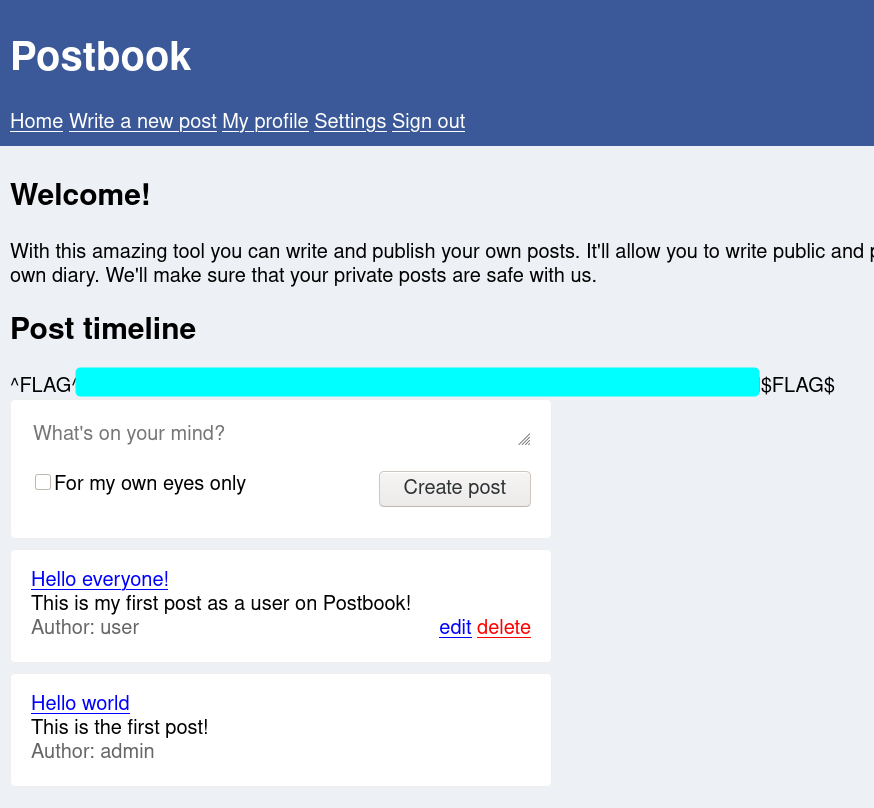 Postbook
Home Write a new post My profile Settings Sign out
Welcome!
With this amazing tool you can write and publish your own posts. It'll allow you to write public and
own diary. We'll make sure that your private posts are safe with us.
Post timeline
^FLAG^ $FLAG$
What's on your mind?
For my own eyes only Create post
Hello everyone!
This is my first post as a user on Postbook!
Author: user edit delete
Hello world
This is the first post!
Author: admin